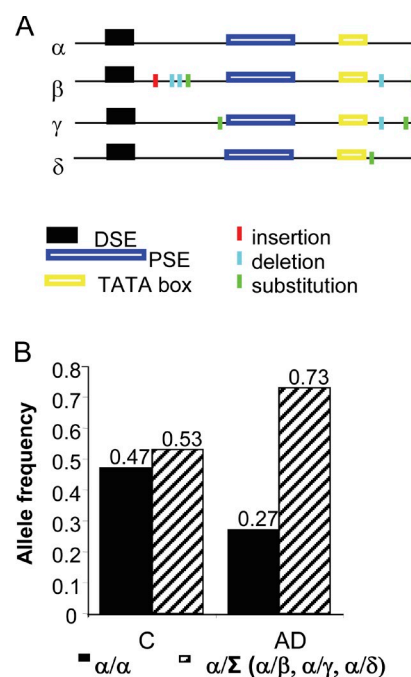 A
α
β
γ
δ
DSE
PSE
TATA box
insertion
deletion
substitution
B
Allele frequency
0.8
0.7
0.6
0.5
0.4
0.3
0.2
0.1
0
0.47
0.53
0.27
0.73
C AD
α/α α/Σ (α/β, α/γ, α/δ)